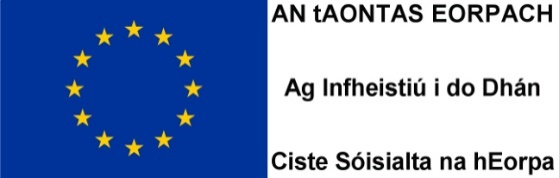 AN tAONTAS EORPACH
Ag Infheistiú i do Dhán
Ciste Sóisialta na hEorpa